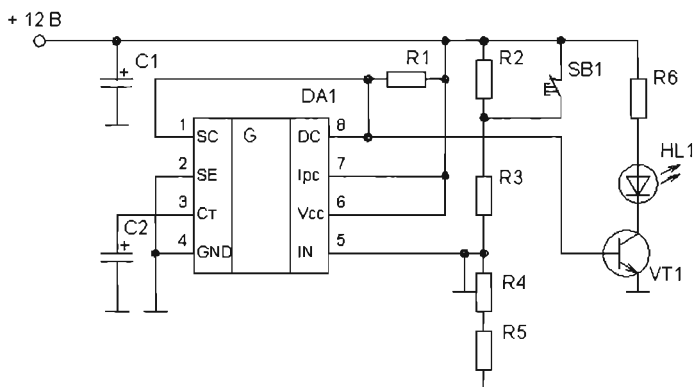 + 12 В
C1
R1
R2
SB1
R6
DA1
1 SC G DC 8
HL1
2 SE Ipc 7
R3
3 CT Vcc 6
C2
4 GND IN 5
VT1
R4
R5